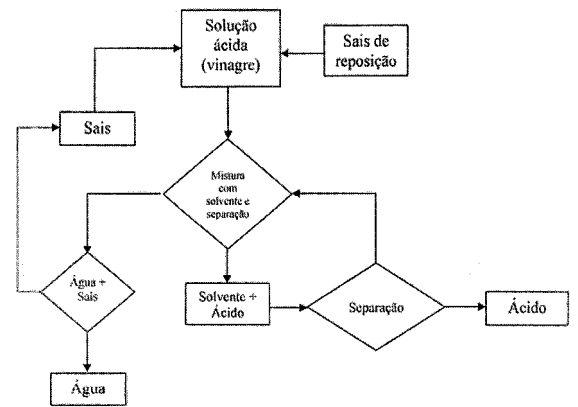 Solução
ácida
(vinagre)
Sais de
reposição
Sais
Mistura
com
solvente e
separação
Água +
Sais
Solvente +
Ácido
Separação
Ácido
Água